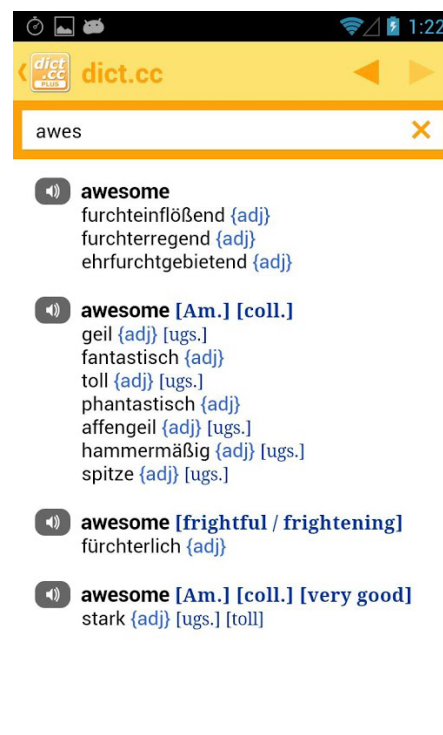 1:22
dict
.cc
PLUS
dict.cc
awes
awesome
furchteinflößend {adj}
furchterregend {adj}
ehrfurchtgebietend {adj}
awesome [Am.] [coll.]
geil {adj} [ugs.]
fantastisch {adj}
toll {adj} [ugs.]
phantastisch {adj}
affengeil {adj} [ugs.]
hammermäßig {adj} [ugs.]
spitze {adj} [ugs.]
awesome [frightful / frightening]
fürchterlich {adj}
awesome [Am.] [coll.] [very good]
stark {adj} [ugs.] [toll]